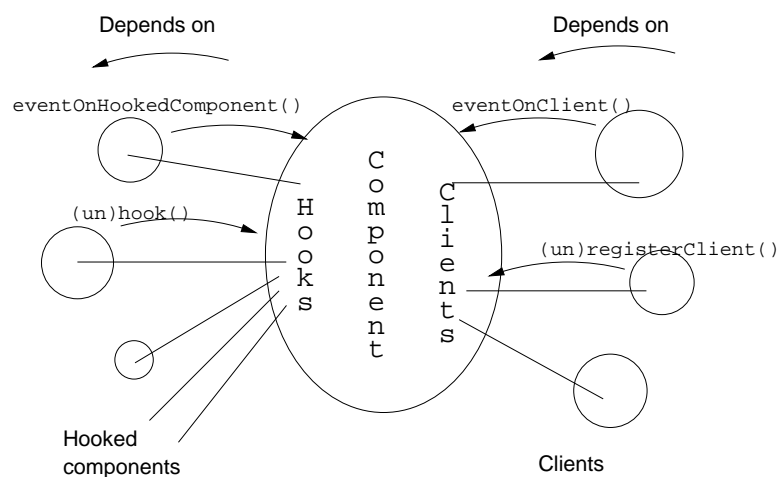 Depends on
Depends on
eventOnHookedComponent()
eventOnClient()
Component
Hooks
Clients
(un)hook()
(un)registerClient()
Hooked
components
Clients